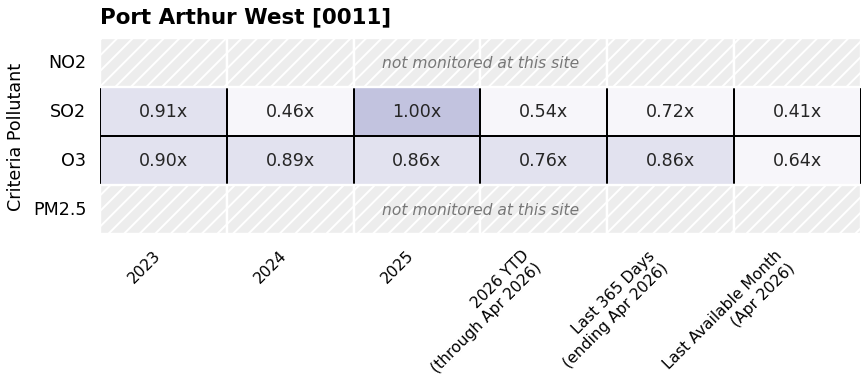 Port Arthur West [0011]
Criteria Pollutant
NO2 not monitored at this site
SO2 0.91x 0.46x 1.00x 0.54x 0.72x 0.41x
O3 0.90x 0.89x 0.86x 0.76x 0.86x 0.64x
PM2.5 not monitored at this site
2023
2024
2025
2026 YTD
(through Apr 2026)
Last 365 Days
(ending Apr 2026)
Last Available Month
(Apr 2026)